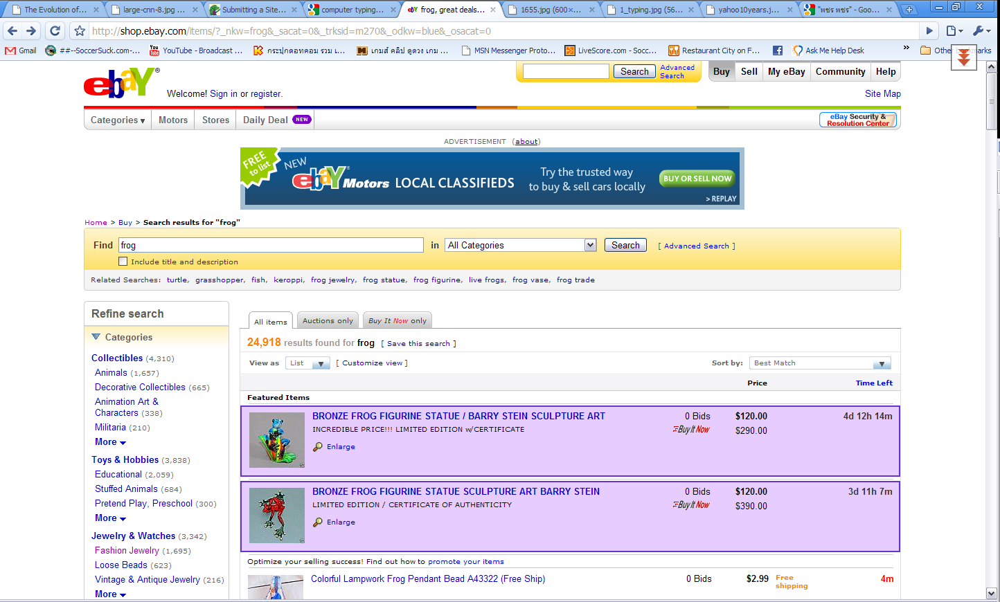 The Evolution of...
large-cnn-8.jpg ...
Submitting a Site...
computer typing...
frog, great deals...
1655.jpg (600×...
1_typing.jpg (56...
yahoo10years.j...
"พชร พชร" - Goo...
http://shop.ebay.com/items/?_nkw=frog&_sacat=0&_trksid=m270&_odkw=blue&_osacat=0
Gmail
##--SoccerSuck.com-...
YouTube - Broadcast ...
กระปุกดอทคอม รวม เ...
เกมส์ คลิป ดูดวง เกม ...
MSN Messenger Proto...
LiveScore.com - Socc...
Restaurant City on F...
Ask Me Help Desk
»
ebay®
Welcome! Sign in or register.
Search
Advanced Search
Buy
Sell
My eBay
Community
Help
Site Map
Categories
Motors
Stores
Daily Deal NEW
eBay Security &
Resolution Center
ADVERTISEMENT (about)
FREE to list
NEW
ebay Motors LOCAL CLASSIFIEDS
Try the trusted way
to buy & sell cars locally
BUY OR SELL NOW
> REPLAY
Home > Buy > Search results for "frog"
Find frog in All Categories Search [ Advanced Search ]
Include title and description
Related Searches: turtle, grasshopper, fish, keroppi, frog jewelry, frog statue, frog figurine, live frogs, frog vase, frog trade
Refine search
Categories
Collectibles (4,310)
Animals (1,657)
Decorative Collectibles (665)
Animation Art &
Characters (338)
Militaria (210)
More
Toys & Hobbies (3,838)
Educational (2,059)
Stuffed Animals (684)
Pretend Play, Preschool (300)
More
Jewelry & Watches (3,342)
Fashion Jewelry (1,695)
Loose Beads (623)
Vintage & Antique Jewelry (216)
More
All items
Auctions only
Buy It Now only
24,918 results found for frog [ Save this search ]
View as List [ Customize view ]
Sort by: Best Match
Price
Time Left
Featured Items
BRONZE FROG FIGURINE STATUE / BARRY STEIN SCULPTURE ART 0 Bids $120.00 4d 12h 14m
INCREDIBLE PRICE!!! LIMITED EDITION w/CERTIFICATE Buy It Now $290.00
Enlarge
BRONZE FROG FIGURINE STATUE SCULPTURE ART BARRY STEIN 0 Bids $120.00 3d 11h 7m
LIMITED EDITION / CERTIFICATE OF AUTHENTICITY Buy It Now $390.00
Enlarge
Optimize your selling success! Find out how to promote your items
Colorful Lampwork Frog Pendant Bead A43322 (Free Ship) 0 Bids $2.99 Free shipping 4m